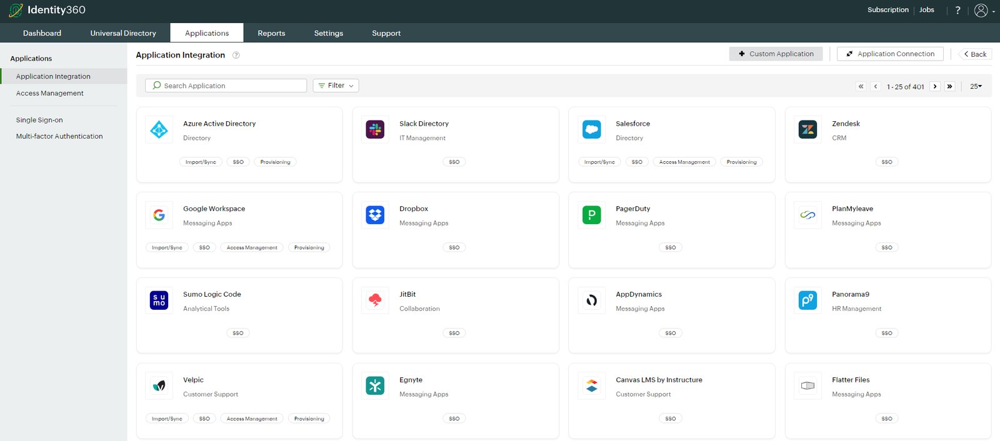 Identity360
Subscription
Jobs
?
Dashboard
Universal Directory
Applications
Reports
Settings
Support
Applications
Application Integration
Access Management
Single Sign-on
Multi-factor Authentication
Application Integration ?
Custom Application
Application Connection
Back
Search Application
Filter
1 - 25 of 401
25
Azure Active Directory
Directory
Import/Sync SSO Provisioning
Slack Directory
IT Management
SSO
Salesforce
Directory
Import/Sync SSO Access Management Provisioning
Zendesk
CRM
SSO
Google Workspace
Messaging Apps
Import/Sync SSO Access Management Provisioning
Dropbox
Messaging Apps
SSO
P
PagerDuty
Messaging Apps
SSO
PlanMyleave
Messaging Apps
SSO
su
mo
Sumo Logic Code
Analytical Tools
SSO
JitBit
Collaboration
SSO
AppDynamics
Messaging Apps
SSO
p9
Panorama9
HR Management
SSO
Velpic
Customer Support
Import/Sync SSO Access Management Provisioning
Egnyte
Messaging Apps
SSO
Canvas LMS by Instructure
Customer Support
SSO
Flatter Files
Messaging Apps
SSO